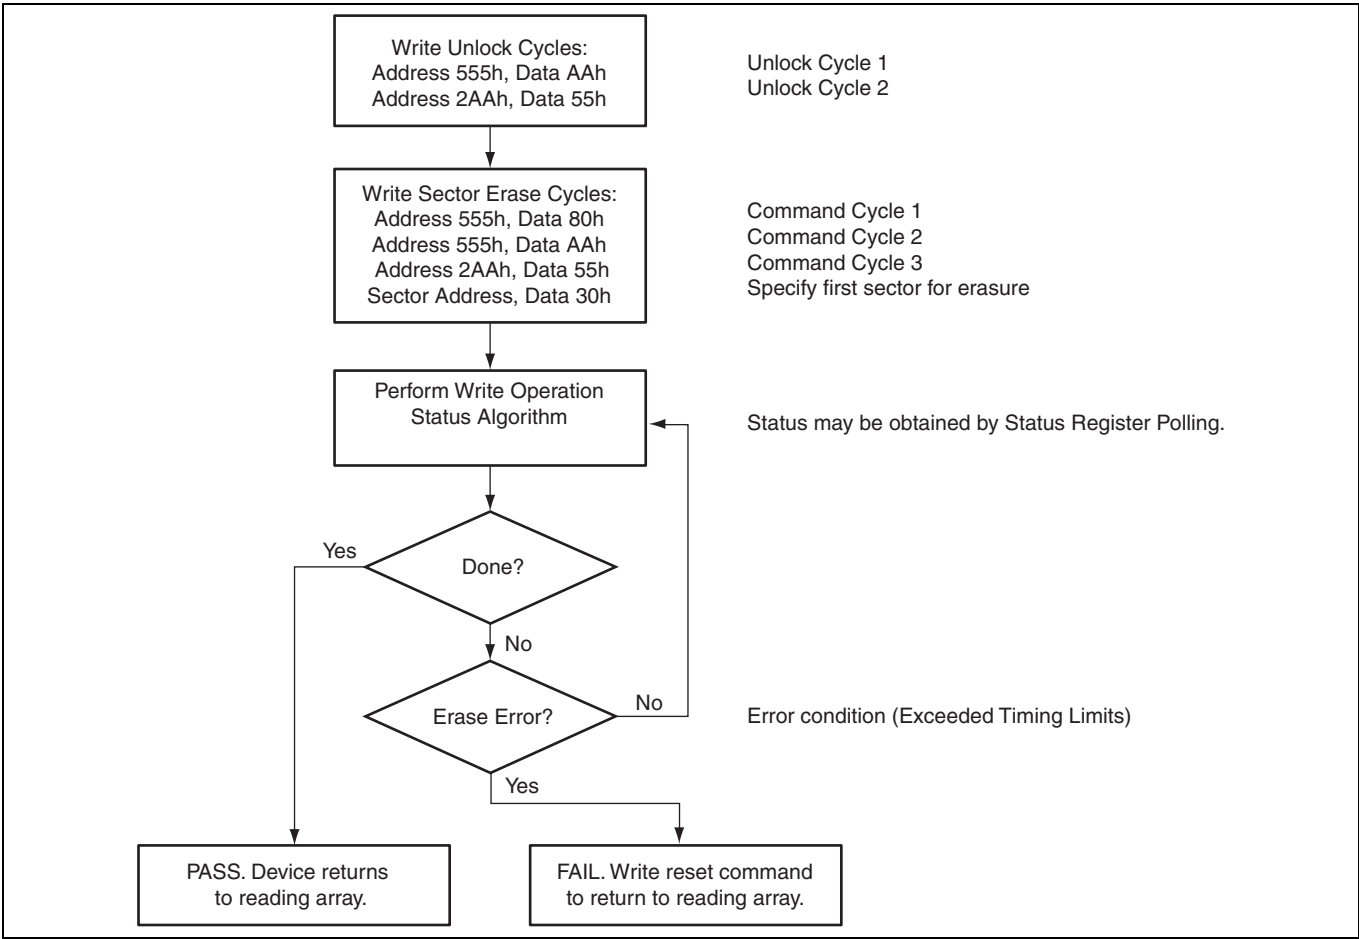 Write Unlock Cycles:
Address 555h, Data AAh
Address 2AAh, Data 55h
Unlock Cycle 1
Unlock Cycle 2
Write Sector Erase Cycles:
Address 555h, Data 80h
Address 555h, Data AAh
Address 2AAh, Data 55h
Sector Address, Data 30h
Command Cycle 1
Command Cycle 2
Command Cycle 3
Specify first sector for erasure
Perform Write Operation
Status Algorithm
Status may be obtained by Status Register Polling.
Yes
Done?
No
Erase Error?
No
Error condition (Exceeded Timing Limits)
Yes
PASS. Device returns
to reading array.
FAIL. Write reset command
to return to reading array.